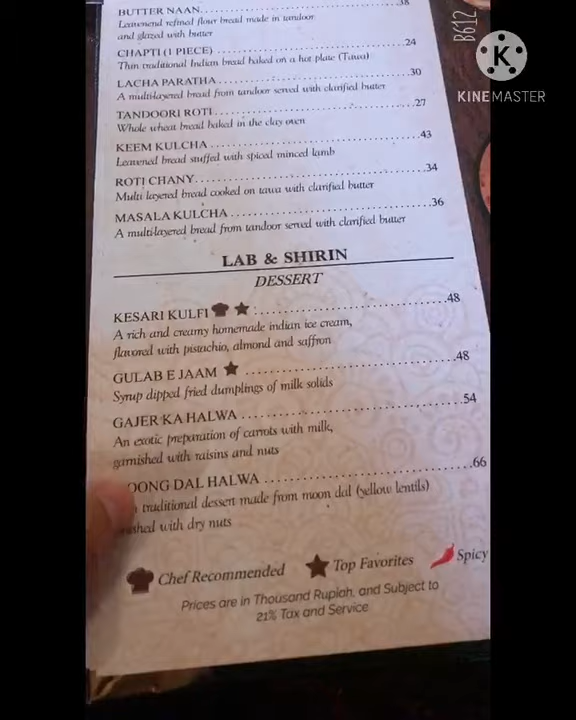 BUTTER NAAN..................................38
Leavenend refinal flour bread made in tandoor
and glazed with butter
CHAPTI (1 PIECE) ..................................24
Thin traditional Indian bread baked on a hot plate (Tawa)
LACHA PARATHA ..................................30
A multi-layered bread from tandoor served with clarified butter
TANDOORI ROTI..................................27
Whole wheat bread baked in the clay oven
KEEM KULCHA ..................................43
Leavened bread stuffed with spiced minced lamb
ROTI CHANY..................................34
Multi layered bread cooked on tawa with clarified butter
MASALA KULCHA ..................................36
A multi-layered bread from tandoor served with clarified butter
LAB & SHIRIN
DESSERT
KESARI KULFI ..................................48
A rich and creamy homemade indian ice cream,
flavored with pistachio, almond and saffron
GULAB E JAAM ..................................48
Syrup dipped fried dumplings of milk solids
GAJER KA HALWA ..................................54
An exotic preparation of carrots with milk,
garnished with raisins and nuts
OONG DAL HALWA ..................................66
traditional dessert made from moon dal (yellow lentils)
with dry nuts
Chef Recommended Top Favorites Spicy
Prices are in Thousand Rupiah, and Subject to
21% Tax and Service
B612
K
KINEMASTER